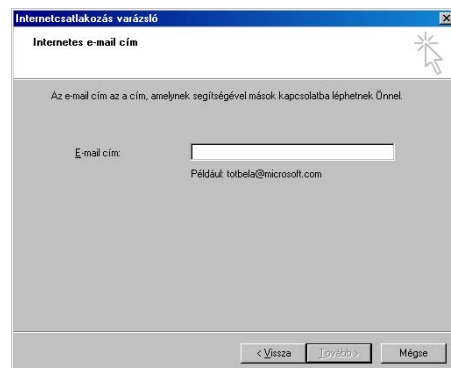 Internetcsatlakozás varázsló
Internetes e-mail cím
Az e-mail cím az a cím, amelynek segítségével mások kapcsolatba léphetnek Önnel.
E-mail cím:
Például: totbela@microsoft.com
< Vissza
Tovább >
Mégse